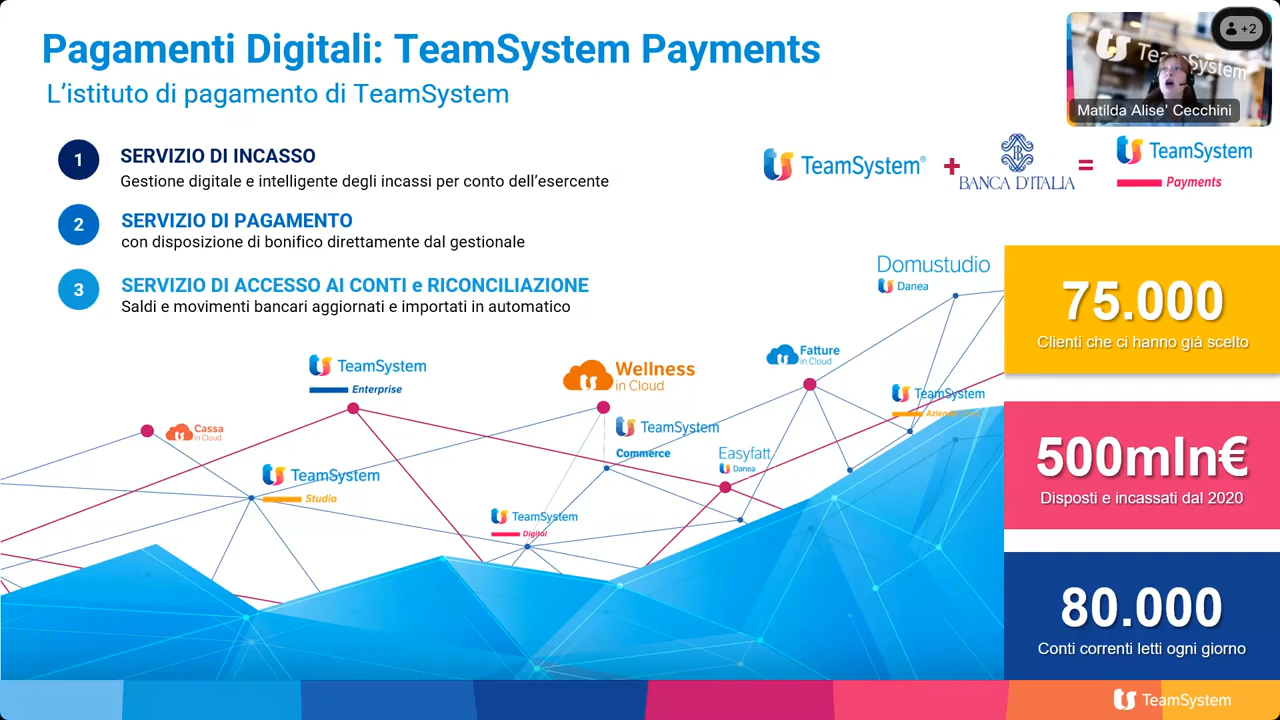 Pagamenti Digitali: TeamSystem Payments
L’istituto di pagamento di TeamSystem
+2
TeamSystem
Matilda Alise' Cecchini
1
SERVIZIO DI INCASSO
Gestione digitale e intelligente degli incassi per conto dell’esercente
2
SERVIZIO DI PAGAMENTO
con disposizione di bonifico direttamente dal gestionale
3
SERVIZIO DI ACCESSO AI CONTI e RICONCILIAZIONE
Saldi e movimenti bancari aggiornati e importati in automatico
TeamSystem®
+
BANCA D'ITALIA
=
TeamSystem
Payments
Domustudio
Danea
75.000
Clienti che ci hanno già scelto
TeamSystem
Enterprise
Wellness
in Cloud
Fatture
in Cloud
TeamSystem
Cassa
in Cloud
TeamSystem
Commerce
Easyfatt
Danea
TeamSystem
Studio
TeamSystem
Digital
500mln€
Disposti e incassati dal 2020
80.000
Conti correnti letti ogni giorno
TeamSystem